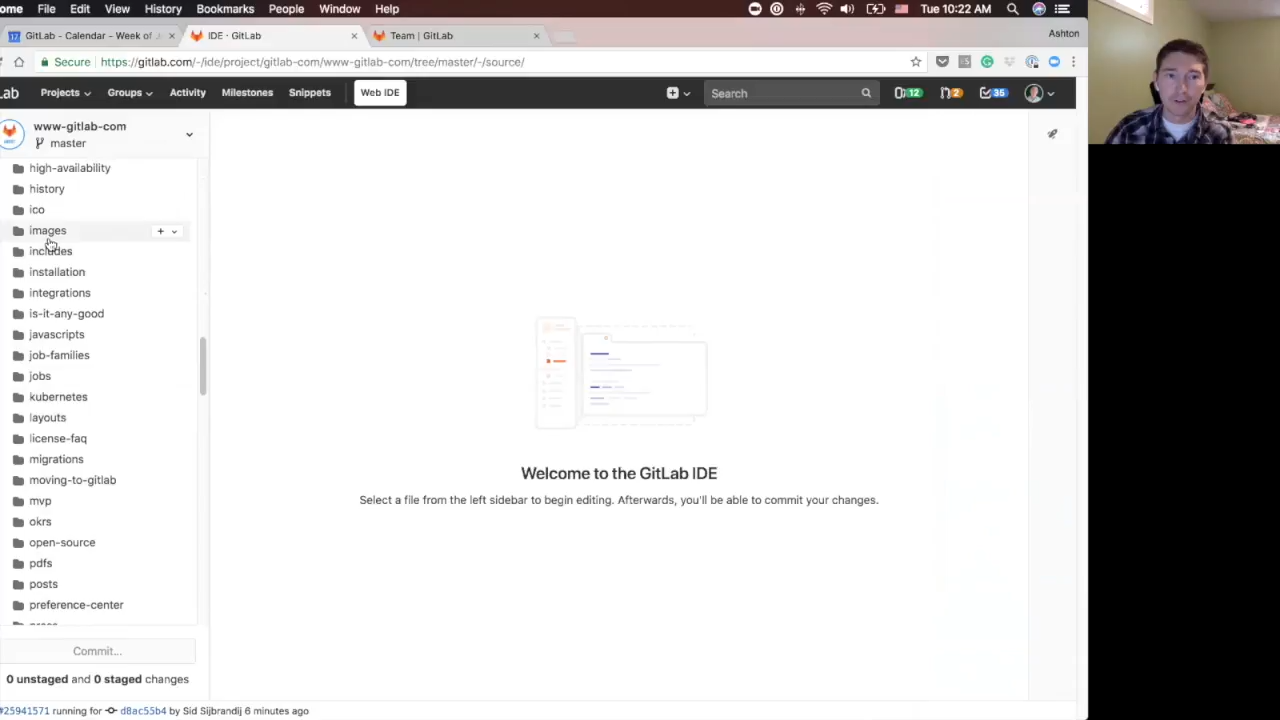 ome File Edit View History Bookmarks People Window Help Tue 10:22 AM
GitLab - Calendar - Week of IDE · GitLab Team | GitLab Ashton
Secure https://gitlab.com/-/ide/project/gitlab-com/www-gitlab-com/tree/master/-/source/
Lab Projects Groups Activity Milestones Snippets Web IDE Search 12 2 35
www-gitlab-com
master
high-availability
history
ico
images
includes
installation
integrations
is-it-any-good
javascripts
job-families
jobs
kubernetes
layouts
license-faq
migrations
moving-to-gitlab
mvp
okrs
open-source
pdfs
posts
preference-center
Welcome to the GitLab IDE
Select a file from the left sidebar to begin editing. Afterwards, you'll be able to commit your changes.
Commit...
0 unstaged and 0 staged changes
#25941571 running for d8ac55b4 by Sid Sijbrandij 6 minutes ago